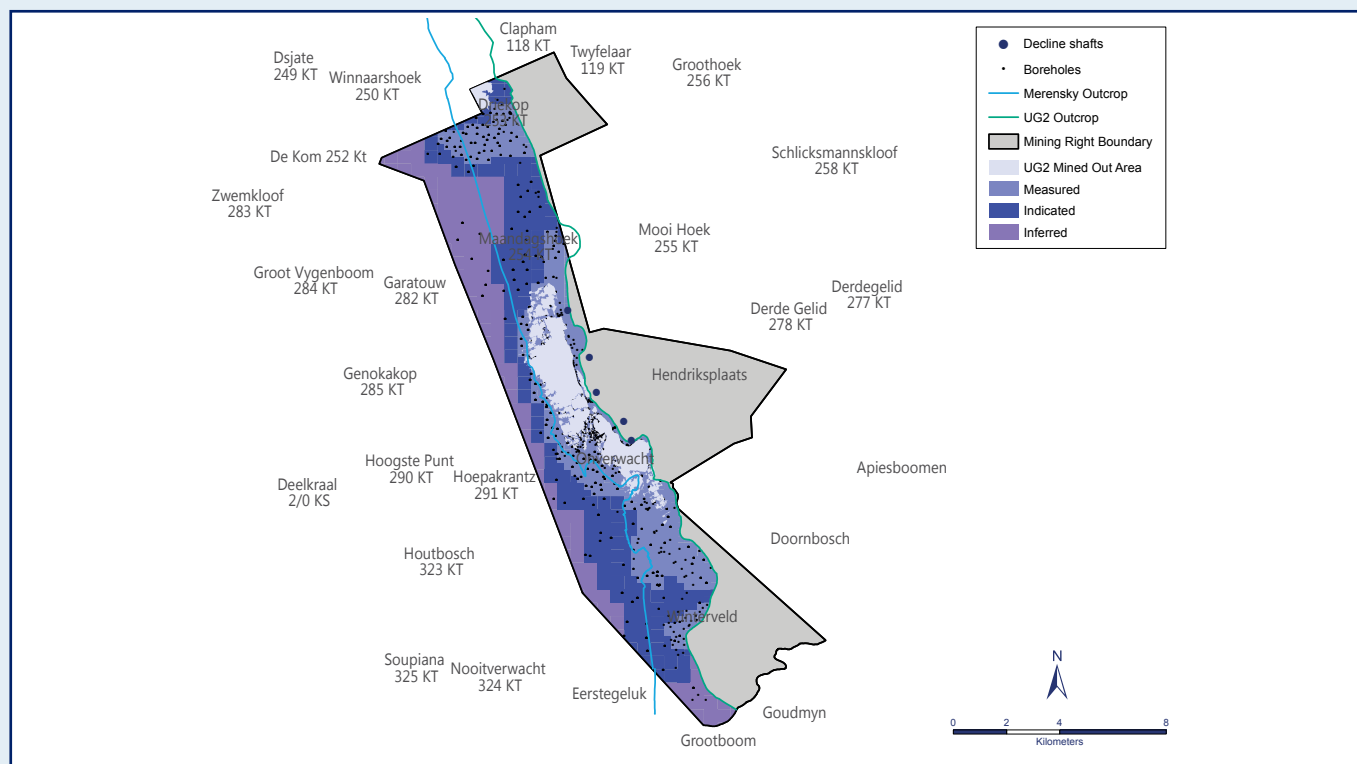 Clapham
118 KT
Twyfelaar
119 KT
Dsjate
249 KT
Winnaarshoek
250 KT
Groothoek
256 KT
De Kom 252 Kt
Schlicksmannskloof
258 KT
Zwemkloof
283 KT
Mooi Hoek
255 KT
Groot Vygenboom
284 KT
Garatouw
282 KT
Derdegelid
277 KT
Derde Gelid
278 KT
Genokakop
285 KT
Hendriksplaats
Onverwacht
Hoogste Punt
290 KT
Hoepakrantz
291 KT
Deelkraal
2/0 KS
Apiesboomen
Houtbosch
323 KT
Doornbosch
Winterveld
Soupiana
325 KT
Nooitverwacht
324 KT
Eerstegeluk
Goudmyn
Grootboom
Decline shafts
Boreholes
Merensky Outcrop
UG2 Outcrop
Mining Right Boundary
UG2 Mined Out Area
Measured
Indicated
Inferred
N
0 2 4 8
Kilometers